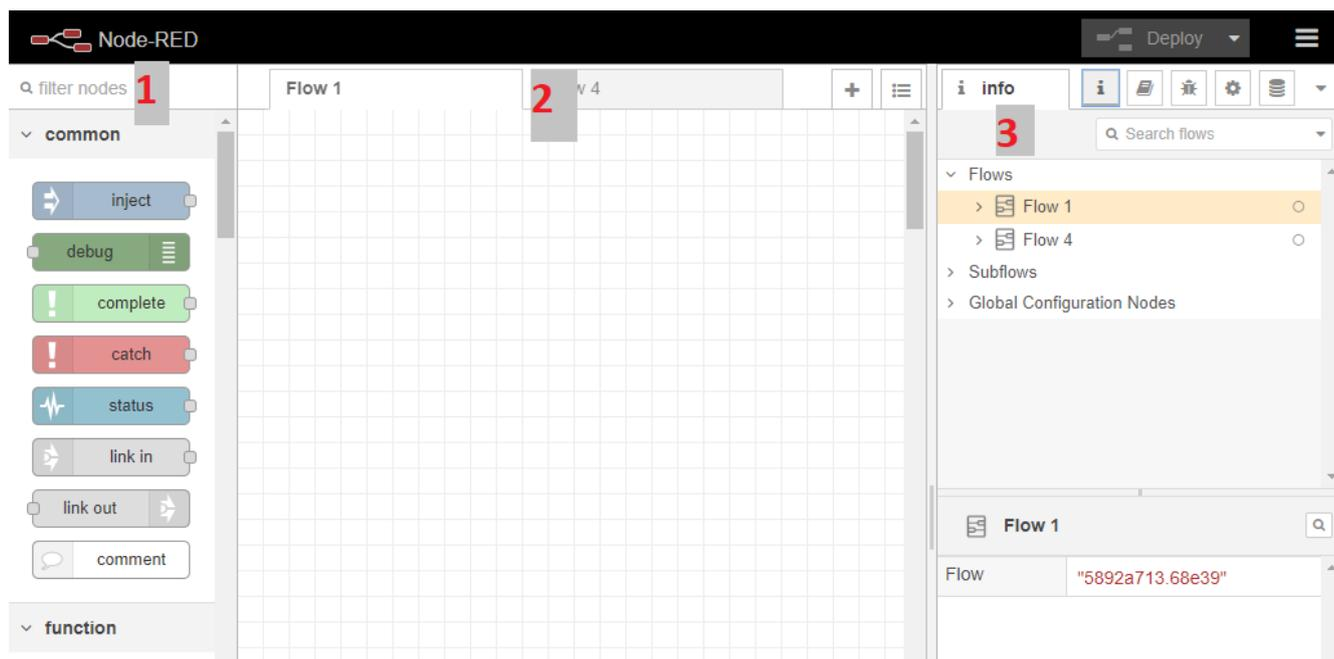 Node-RED
Deploy
filter nodes
1
Flow 1
2
4
info
3
Search flows
common
inject
debug
complete
catch
status
link in
link out
comment
function
Flows
Flow 1
Flow 4
Subflows
Global Configuration Nodes
Flow 1
Flow
"5892a713.68e39"